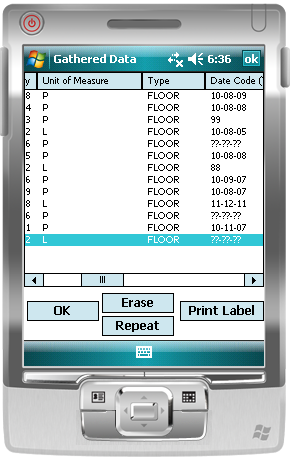 Gathered Data 6:36 ok
y Unit of Measure Type Date Code (
8 P FLOOR 10-08-09
4 P FLOOR 10-08-08
3 P FLOOR 99
2 L FLOOR 10-08-05
6 P FLOOR ??-??-??
5 P FLOOR 10-08-08
2 L FLOOR 88
6 P FLOOR 10-09-07
9 P FLOOR 10-08-07
8 L FLOOR 11-12-11
6 P FLOOR ??-??-??
1 P FLOOR 10-11-07
2 L FLOOR ??-??-??
OK Erase Print Label
Repeat